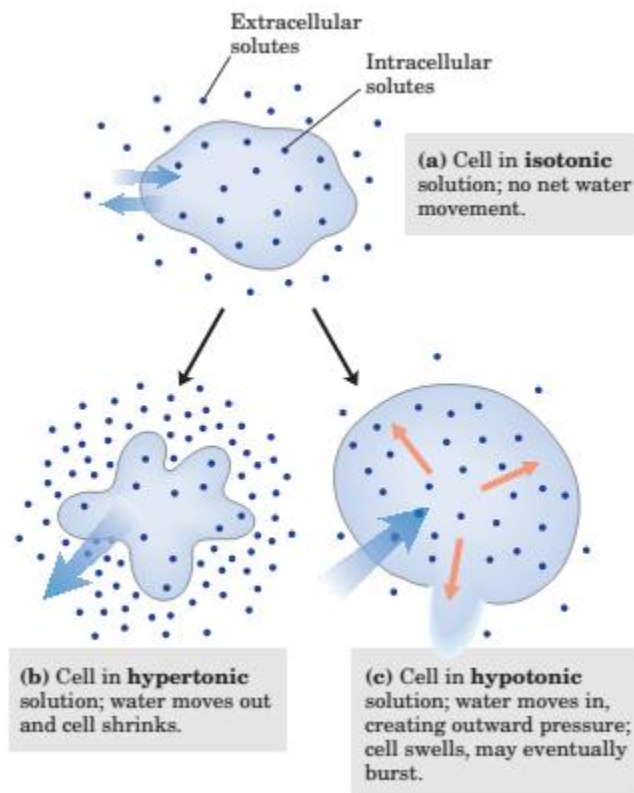 Extracellular
solutes
Intracellular
solutes
(a) Cell in isotonic
solution; no net water
movement.
(b) Cell in hypertonic
solution; water moves out
and cell shrinks.
(c) Cell in hypotonic
solution; water moves in,
creating outward pressure;
cell swells, may eventually
burst.